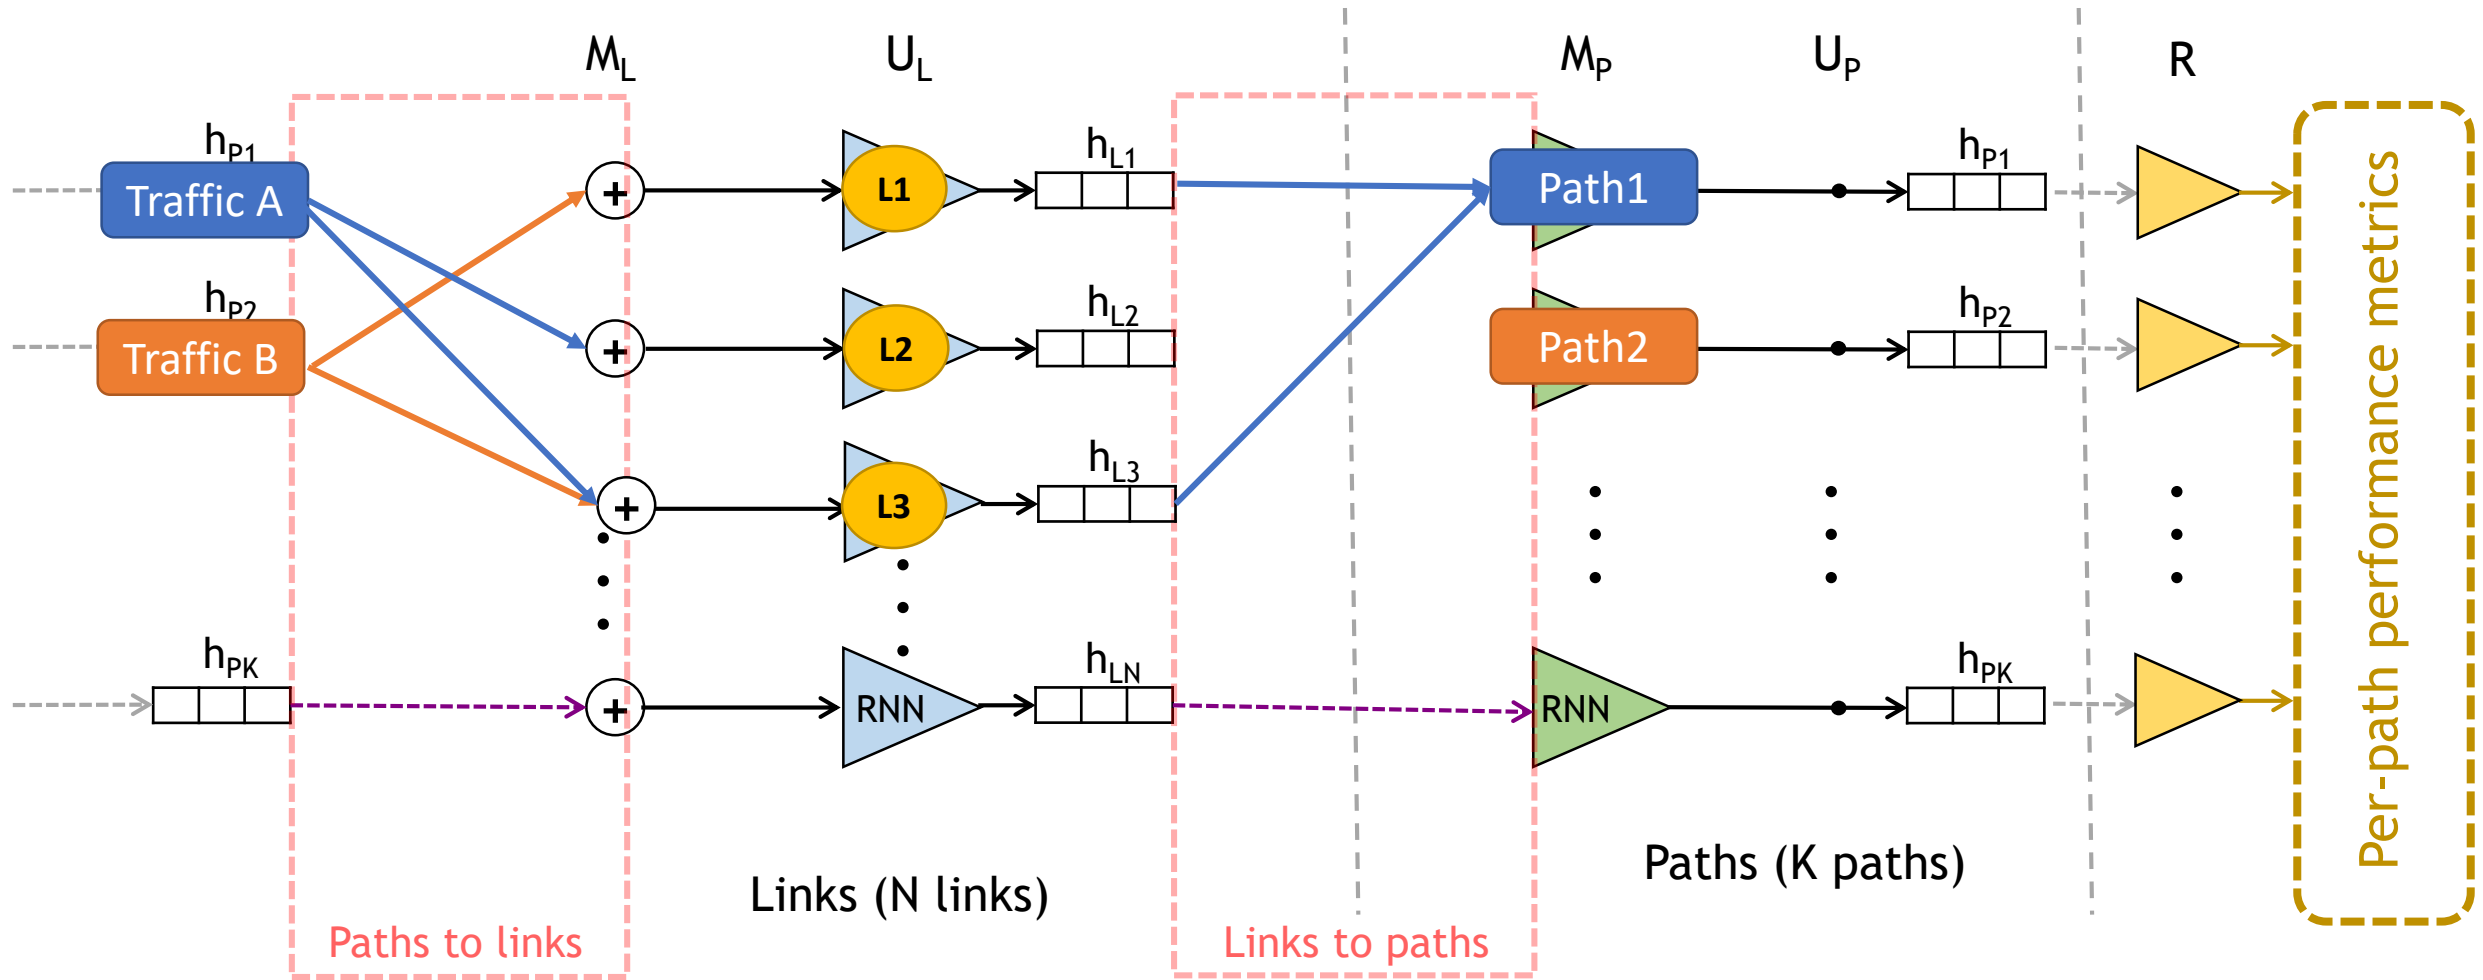 M_L
U_L
M_P
U_P
R
h_P1
Traffic A
+
L1
h_L1
Path1
h_P1
h_P2
Traffic B
+
L2
h_L2
Path2
h_P2
+
L3
h_L3
h_PK
+
RNN
h_LN
RNN
h_PK
Per-path performance metrics
Links (N links)
Paths (K paths)
Paths to links
Links to paths